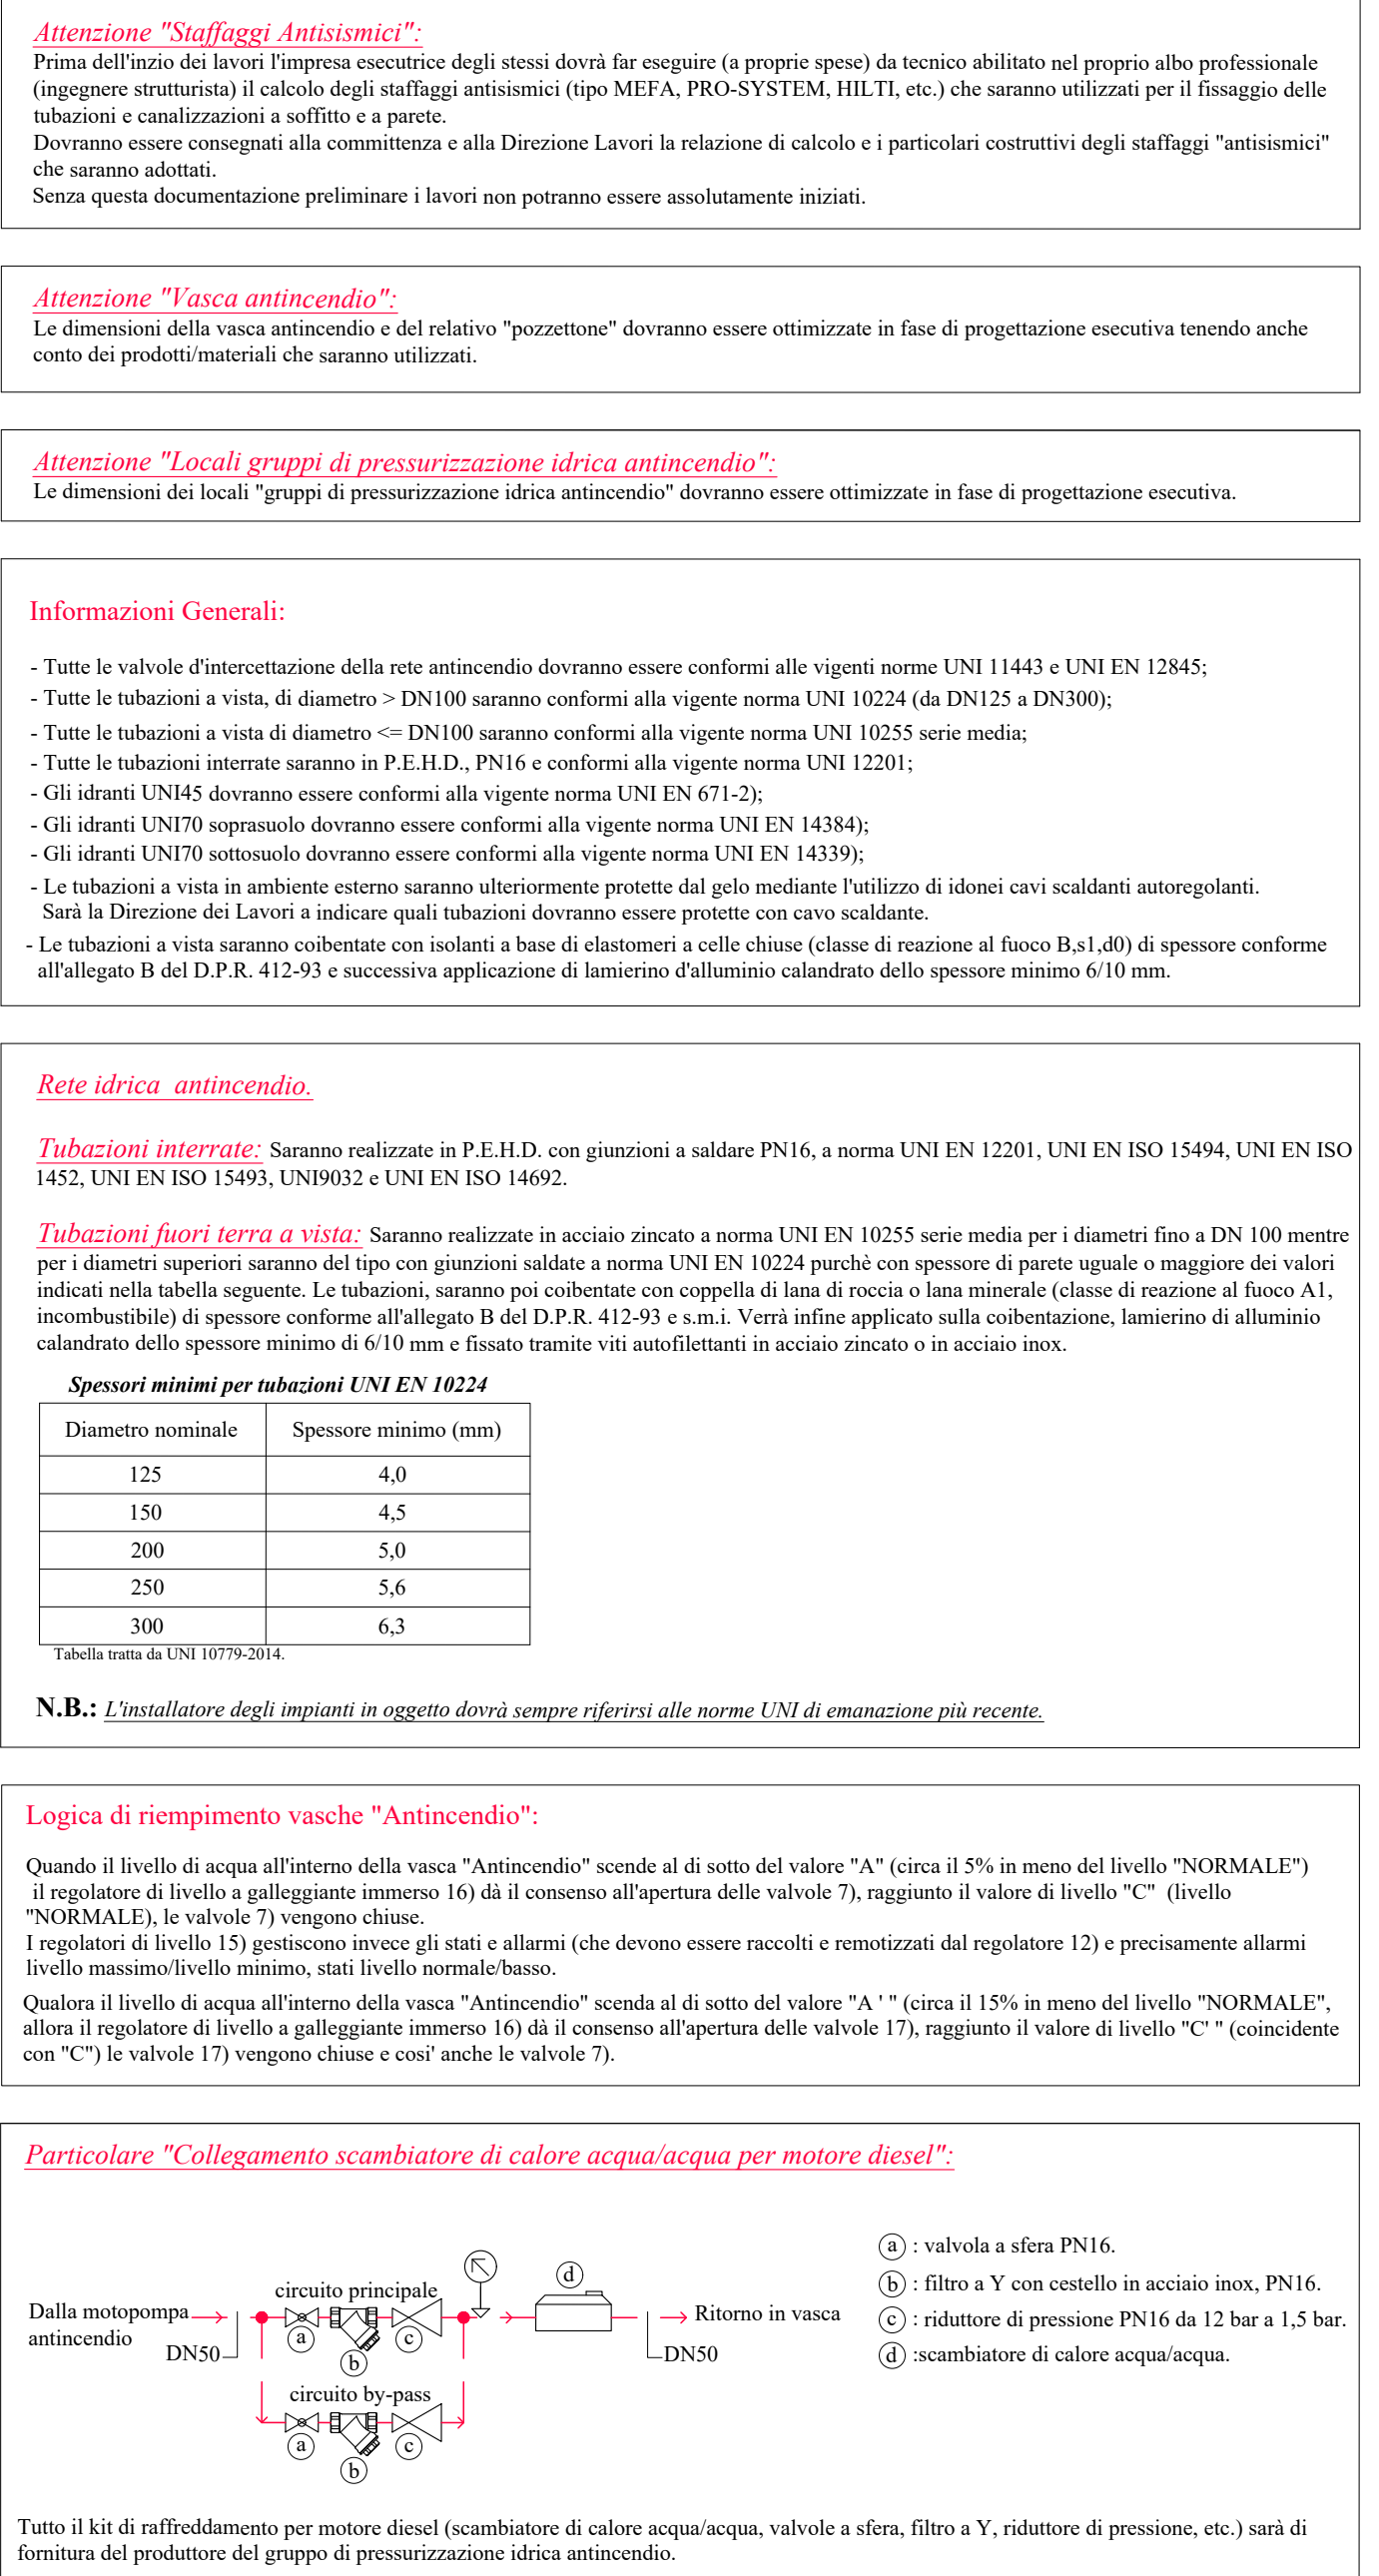 Attenzione "Staffaggi Antisismici":
Prima dell'inzio dei lavori l'impresa esecutrice degli stessi dovrà far eseguire (a proprie spese) da tecnico abilitato nel proprio albo professionale
(ingegnere strutturista) il calcolo degli staffaggi antisismici (tipo MEFA, PRO-SYSTEM, HILTI, etc.) che saranno utilizzati per il fissaggio delle
tubazioni e canalizzazioni a soffitto e a parete.
Dovranno essere consegnati alla committenza e alla Direzione Lavori la relazione di calcolo e i particolari costruttivi degli staffaggi "antisismici"
che saranno adottati.
Senza questa documentazione preliminare i lavori non potranno essere assolutamente iniziati.
Attenzione "Vasca antincendio":
Le dimensioni della vasca antincendio e del relativo "pozzettone" dovranno essere ottimizzate in fase di progettazione esecutiva tenendo anche
conto dei prodotti/materiali che saranno utilizzati.
Attenzione "Locali gruppi di pressurizzazione idrica antincendio":
Le dimensioni dei locali "gruppi di pressurizzazione idrica antincendio" dovranno essere ottimizzate in fase di progettazione esecutiva.
Informazioni Generali:
- Tutte le valvole d'intercettazione della rete antincendio dovranno essere conformi alle vigenti norme UNI 11443 e UNI EN 12845;
- Tutte le tubazioni a vista, di diametro > DN100 saranno conformi alla vigente norma UNI 10224 (da DN125 a DN300);
- Tutte le tubazioni a vista di diametro <= DN100 saranno conformi alla vigente norma UNI 10255 serie media;
- Tutte le tubazioni interrate saranno in P.E.H.D., PN16 e conformi alla vigente norma UNI 12201;
- Gli idranti UNI45 dovranno essere conformi alla vigente norma UNI EN 671-2);
- Gli idranti UNI70 soprasuolo dovranno essere conformi alla vigente norma UNI EN 14384);
- Gli idranti UNI70 sottosuolo dovranno essere conformi alla vigente norma UNI EN 14339);
- Le tubazioni a vista in ambiente esterno saranno ulteriormente protette dal gelo mediante l'utilizzo di idonei cavi scaldanti autoregolanti.
Sarà la Direzione dei Lavori a indicare quali tubazioni dovranno essere protette con cavo scaldante.
- Le tubazioni a vista saranno coibentate con isolanti a base di elastomeri a celle chiuse (classe di reazione al fuoco B,s1,d0) di spessore conforme
all'allegato B del D.P.R. 412-93 e successiva applicazione di lamierino d'alluminio calandrato dello spessore minimo 6/10 mm.
Rete idrica antincendio.
Tubazioni interrate: Saranno realizzate in P.E.H.D. con giunzioni a saldare PN16, a norma UNI EN 12201, UNI EN ISO 15494, UNI EN ISO
1452, UNI EN ISO 15493, UNI9032 e UNI EN ISO 14692.
Tubazioni fuori terra a vista: Saranno realizzate in acciaio zincato a norma UNI EN 10255 serie media per i diametri fino a DN 100 mentre
per i diametri superiori saranno del tipo con giunzioni saldate a norma UNI EN 10224 purchè con spessore di parete uguale o maggiore dei valori
indicati nella tabella seguente. Le tubazioni, saranno poi coibentate con coppella di lana di roccia o lana minerale (classe di reazione al fuoco A1,
incombustibile) di spessore conforme all'allegato B del D.P.R. 412-93 e s.m.i. Verrà infine applicato sulla coibentazione, lamierino di alluminio
calandrato dello spessore minimo di 6/10 mm e fissato tramite viti autofilettanti in acciaio zincato o in acciaio inox.
Spessori minimi per tubazioni UNI EN 10224
Diametro nominale Spessore minimo (mm)
125 4,0
150 4,5
200 5,0
250 5,6
300 6,3
Tabella tratta da UNI 10779-2014.
N.B.: L'installatore degli impianti in oggetto dovrà sempre riferirsi alle norme UNI di emanazione più recente.
Logica di riempimento vasche "Antincendio":
Quando il livello di acqua all'interno della vasca "Antincendio" scende al di sotto del valore "A" (circa il 5% in meno del livello "NORMALE")
il regolatore di livello a galleggiante immerso 16) dà il consenso all'apertura delle valvole 7), raggiunto il valore di livello "C" (livello
"NORMALE), le valvole 7) vengono chiuse.
I regolatori di livello 15) gestiscono invece gli stati e allarmi (che devono essere raccolti e remotizzati dal regolatore 12) e precisamente allarmi
livello massimo/livello minimo, stati livello normale/basso.
Qualora il livello di acqua all'interno della vasca "Antincendio" scenda al di sotto del valore "A ' " (circa il 15% in meno del livello "NORMALE",
allora il regolatore di livello a galleggiante immerso 16) dà il consenso all'apertura delle valvole 17), raggiunto il valore di livello "C' " (coincidente
con "C") le valvole 17) vengono chiuse e cosi' anche le valvole 7).
Particolare "Collegamento scambiatore di calore acqua/acqua per motore diesel":
Dalla motopompa
antincendio
DN50
circuito principale
a
b
c
circuito by-pass
a
b
c
d
Ritorno in vasca
DN50
a : valvola a sfera PN16.
b : filtro a Y con cestello in acciaio inox, PN16.
c : riduttore di pressione PN16 da 12 bar a 1,5 bar.
d :scambiatore di calore acqua/acqua.
Tutto il kit di raffreddamento per motore diesel (scambiatore di calore acqua/acqua, valvole a sfera, filtro a Y, riduttore di pressione, etc.) sarà di
fornitura del produttore del gruppo di pressurizzazione idrica antincendio.